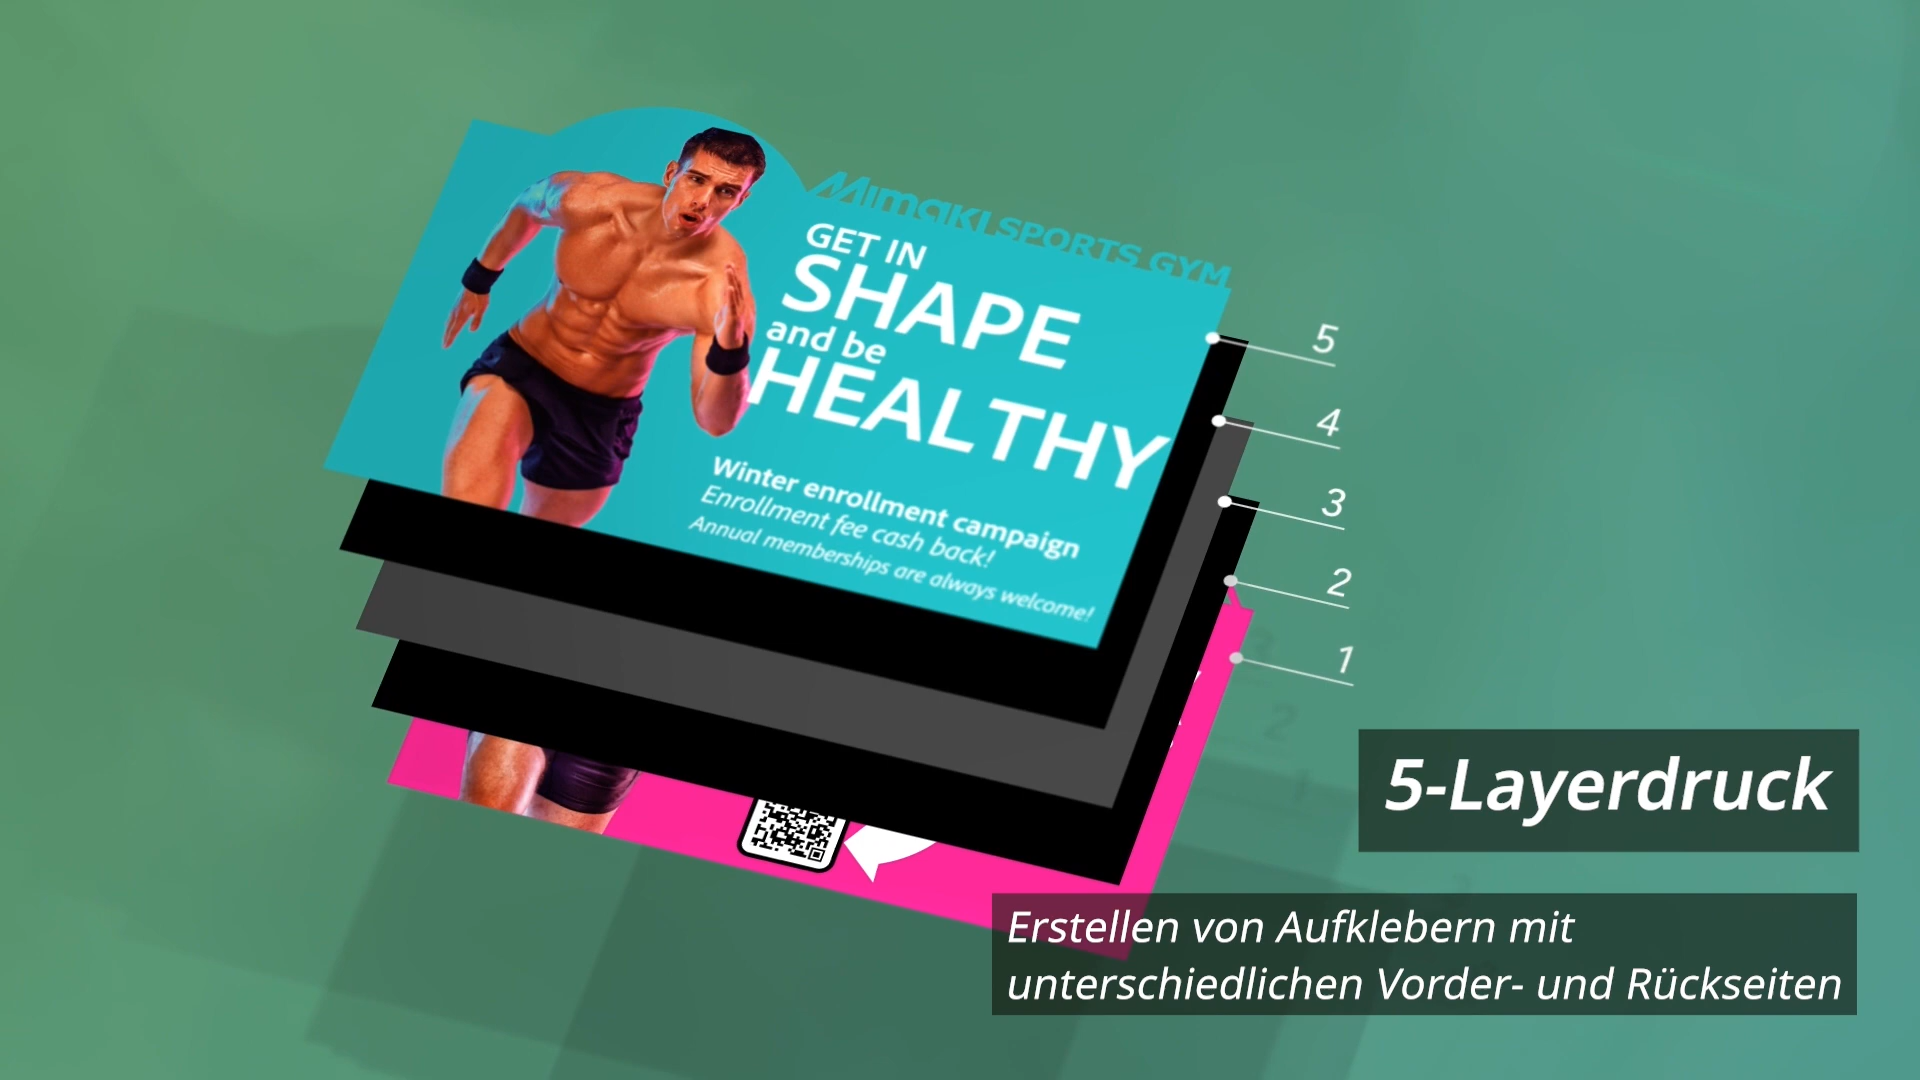 Mimaki SPORTS GYM
GET IN
SHAPE
and be
HEALTHY
Winter enrollment campaign
Enrollment fee cash back!
Annual memberships are always welcome!
5
4
3
2
1
5-Layerdruck
Erstellen von Aufklebern mit
unterschiedlichen Vorder- und Rückseiten